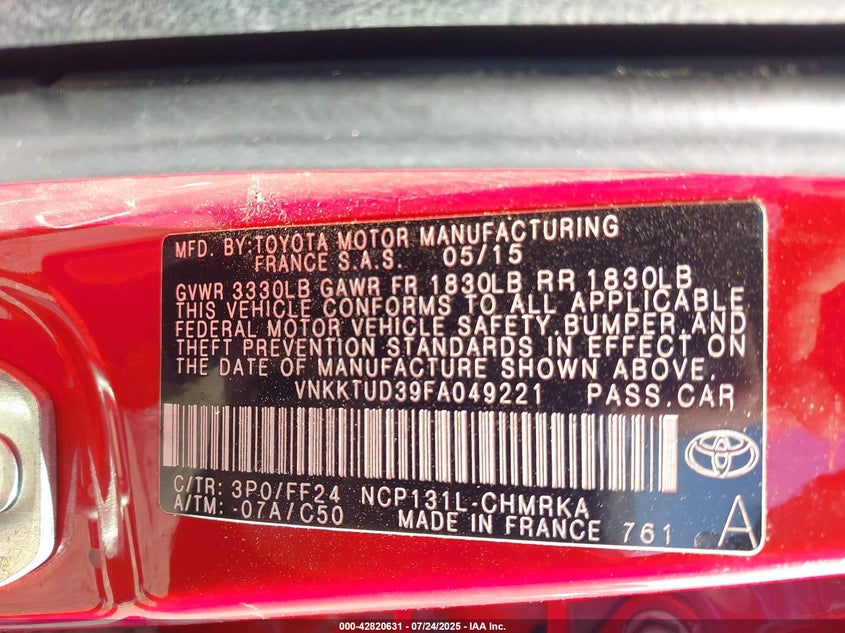 MFD. BY:TOYOTA MOTOR MANUFACTURING
FRANCE S.A.S. 05/15
GVWR 3330LB GAWR FR 1830LB RR 1830LB
THIS VEHICLE CONFORMS TO ALL APPLICABLE
FEDERAL MOTOR VEHICLE SAFETY,BUMPER,AND
THEFT PREVENTION STANDARDS IN EFFECT ON
THE DATE OF MANUFACTURE SHOWN ABOVE.
VNKKTUD39FA049221 PASS.CAR
C/TR: 3P0/FF24 NCP131L-CHMRKA
A/TM: -07A/C50 MADE IN FRANCE 761 A
000-42820631 - 07/24/2025 - IAA Inc.